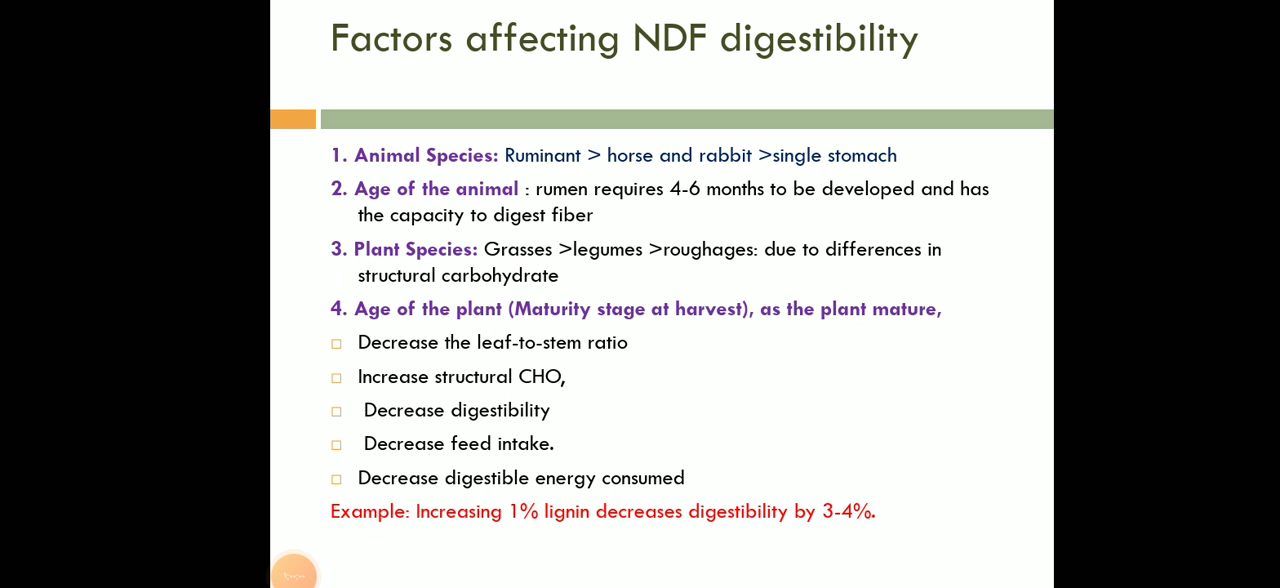 Factors affecting NDF digestibility
1. Animal Species: Ruminant > horse and rabbit >single stomach
2. Age of the animal : rumen requires 4-6 months to be developed and has
the capacity to digest fiber
3. Plant Species: Grasses >legumes >roughages: due to differences in
structural carbohydrate
4. Age of the plant (Maturity stage at harvest), as the plant mature,
Decrease the leaf-to-stem ratio
Increase structural CHO,
Decrease digestibility
Decrease feed intake.
Decrease digestible energy consumed
Example: Increasing 1% lignin decreases digestibility by 3-4%.